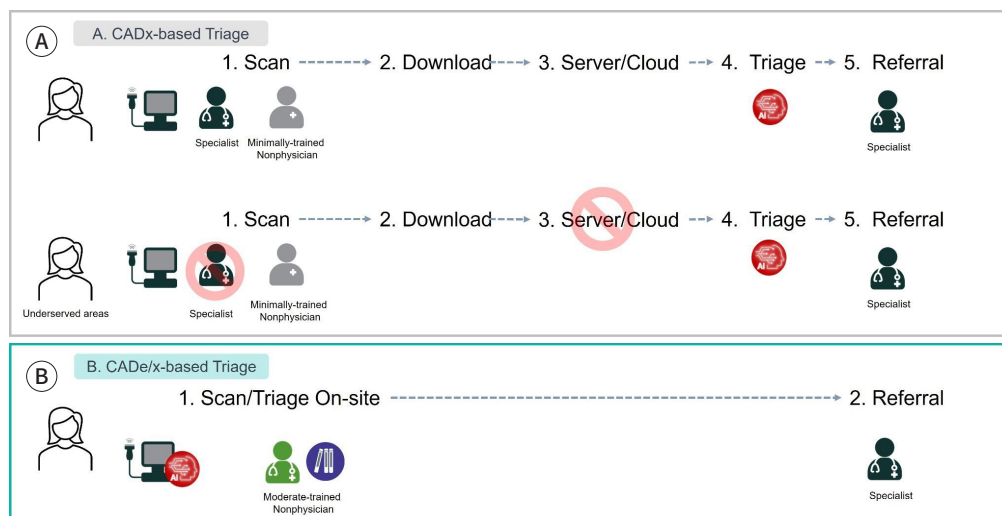 A
A. CADx-based Triage
1. Scan
2. Download
3. Server/Cloud
4. Triage
5. Referral
AI
Specialist
Minimally-trained
Nonphysician
Specialist
1. Scan
2. Download
3. Server/Cloud
4. Triage
5. Referral
AI
Underserved areas
Specialist
Minimally-trained
Nonphysician
Specialist
B
B. CADe/x-based Triage
1. Scan/Triage On-site
2. Referral
AI
Moderate-trained
Nonphysician
Specialist